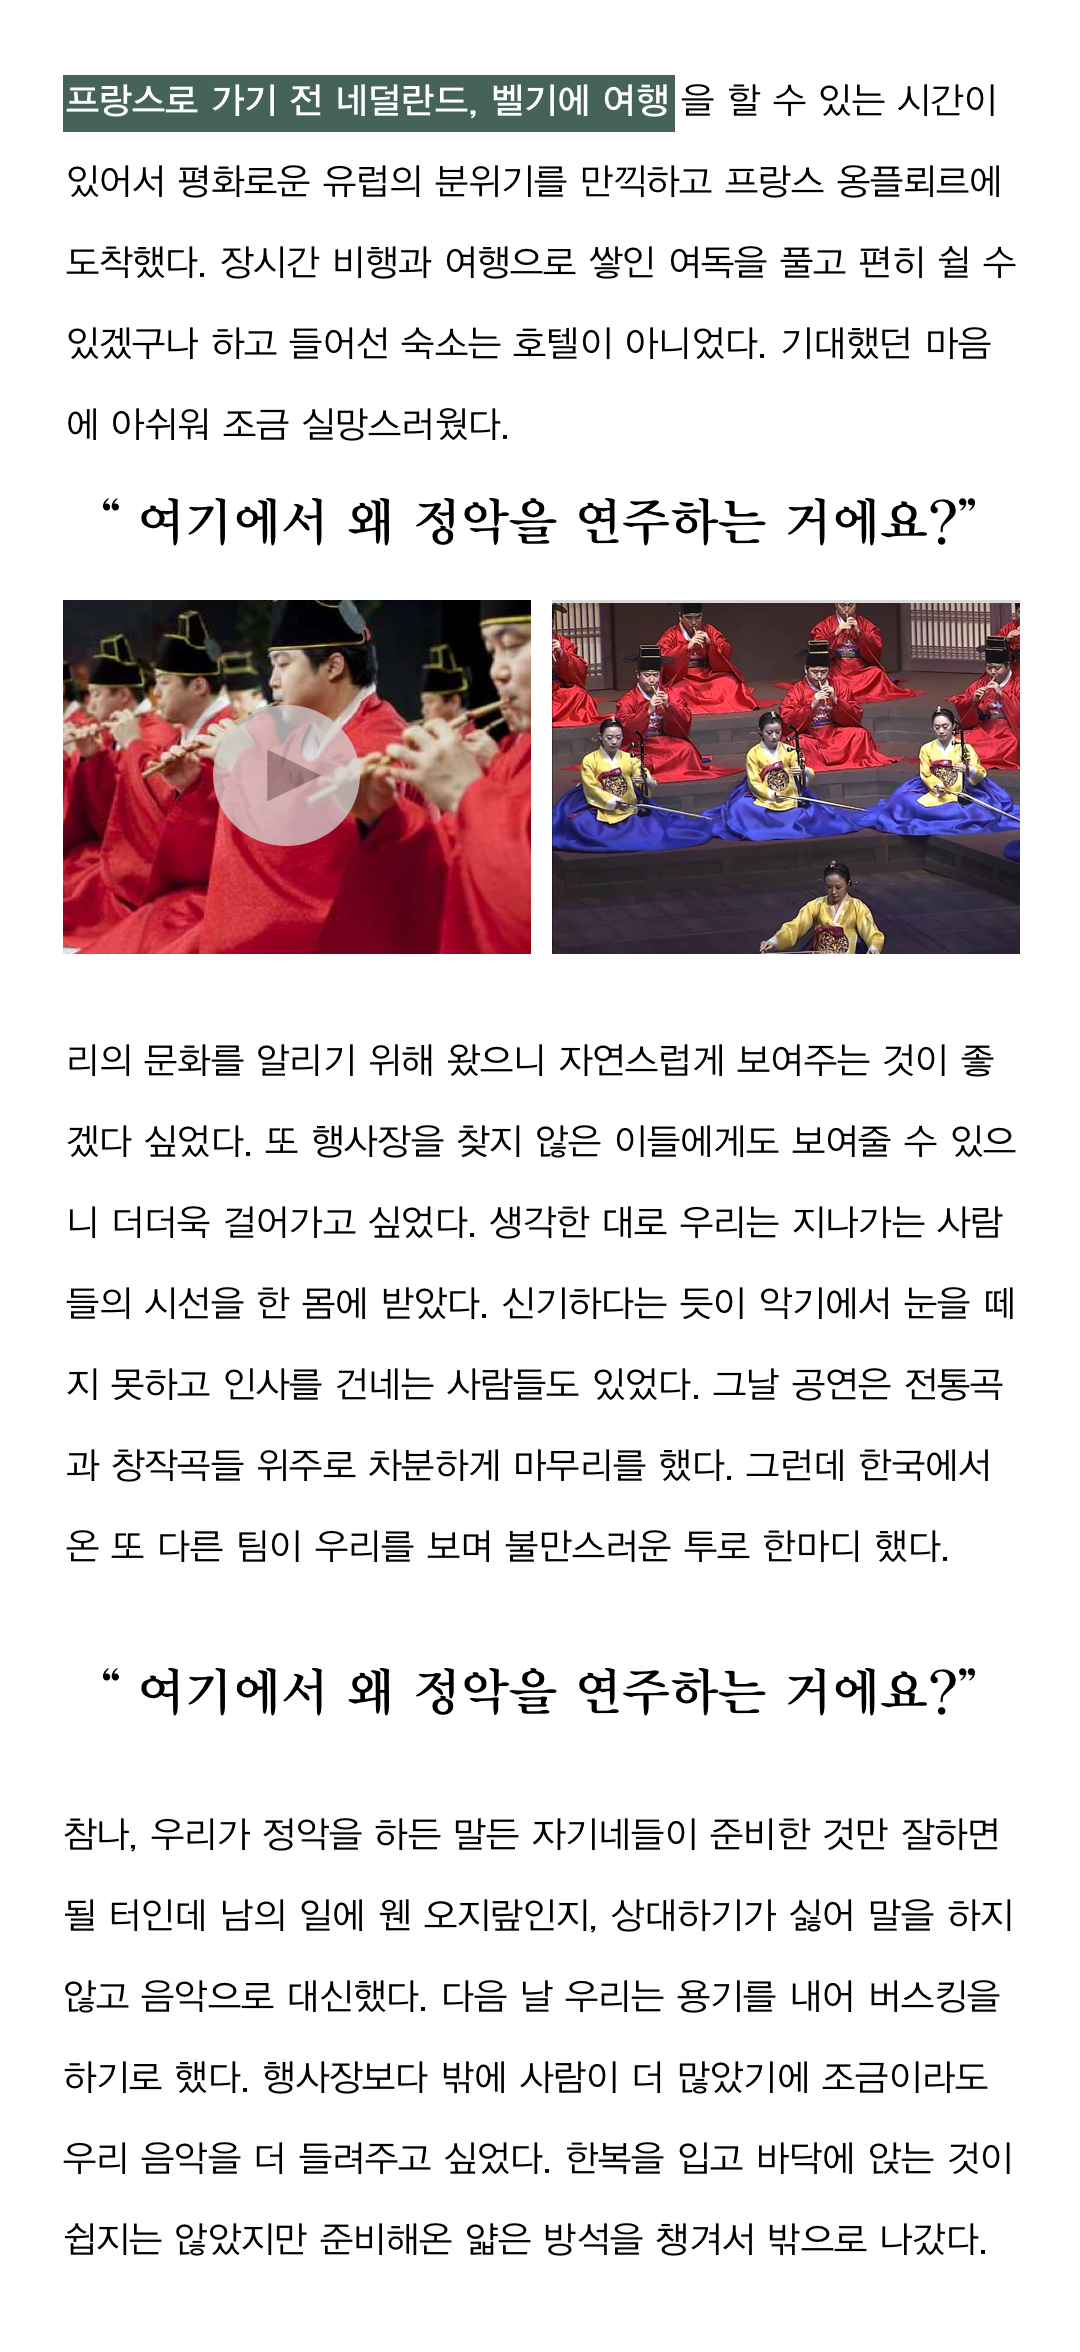 프랑스로 가기 전 네덜란드, 벨기에 여행을 할 수 있는 시간이
있어서 평화로운 유럽의 분위기를 만끽하고 프랑스 옹플뢰르에
도착했다. 장시간 비행과 여행으로 쌓인 여독을 풀고 편히 쉴 수
있겠구나 하고 들어선 숙소는 호텔이 아니었다. 기대했던 마음
에 아쉬워 조금 실망스러웠다.
“ 여기에서 왜 정악을 연주하는 거에요?”
리의 문화를 알리기 위해 왔으니 자연스럽게 보여주는 것이 좋
겠다 싶었다. 또 행사장을 찾지 않은 이들에게도 보여줄 수 있으
니 더더욱 걸어가고 싶었다. 생각한 대로 우리는 지나가는 사람
들의 시선을 한 몸에 받았다. 신기하다는 듯이 악기에서 눈을 떼
지 못하고 인사를 건네는 사람들도 있었다. 그날 공연은 전통곡
과 창작곡들 위주로 차분하게 마무리를 했다. 그런데 한국에서
온 또 다른 팀이 우리를 보며 불만스러운 투로 한마디 했다.
“ 여기에서 왜 정악을 연주하는 거에요?”
참나, 우리가 정악을 하든 말든 자기네들이 준비한 것만 잘하면
될 터인데 남의 일에 웬 오지랖인지, 상대하기가 싫어 말을 하지
않고 음악으로 대신했다. 다음 날 우리는 용기를 내어 버스킹을
하기로 했다. 행사장보다 밖에 사람이 더 많았기에 조금이라도
우리 음악을 더 들려주고 싶었다. 한복을 입고 바닥에 앉는 것이
쉽지는 않았지만 준비해온 얇은 방석을 챙겨서 밖으로 나갔다.